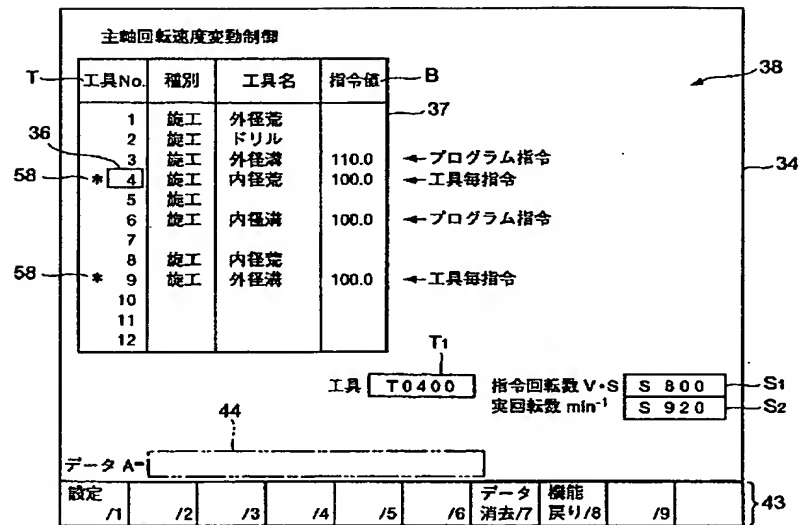 主軸回転速度変動制御
T 工具No. 種別 工具名 指令値 B 38
37
1 旋工 外径荒
36 2 旋工 ドリル
3 旋工 外径溝 110.0 ←プログラム指令 34
58 * 4 旋工 内径荒 100.0 ←工具毎指令
5 旋工
6 旋工 内径溝 100.0 ←プログラム指令
7
8 旋工 内径荒
58 * 9 旋工 外径溝 100.0 ←工具毎指令
10
11
12
T1
工具 T0400 指令回転数 V・S S 800 S1
実回転数 min-1 S 920 S2
44
データ A=
設定 データ 機能 43
/1 /2 /3 /4 /5 /6 消去/7 戻り/8 /9